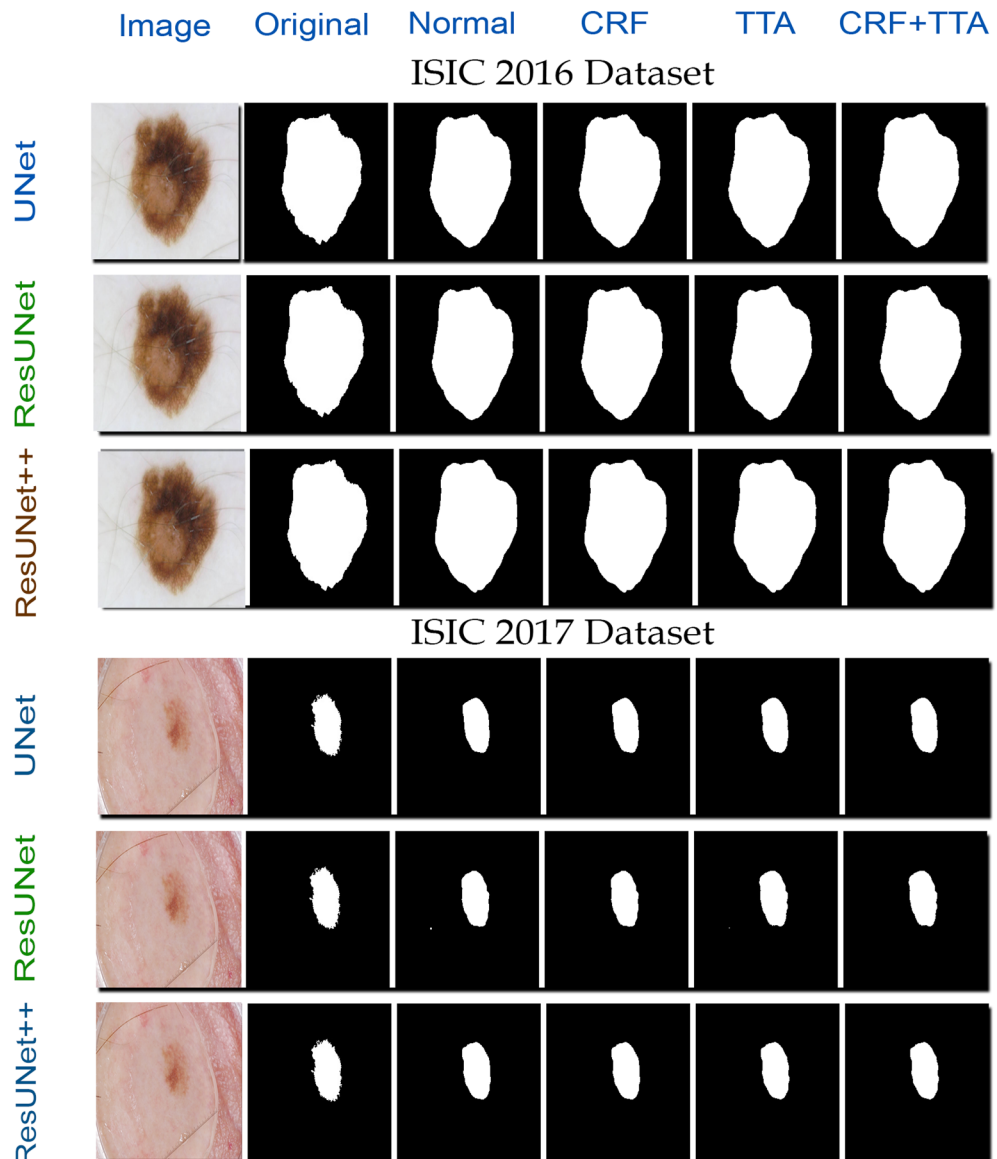 Image Original Normal CRF TTA CRF+TTA
ISIC 2016 Dataset
UNet
ResUNet
ResUNet++
ISIC 2017 Dataset
UNet
ResUNet
ResUNet++